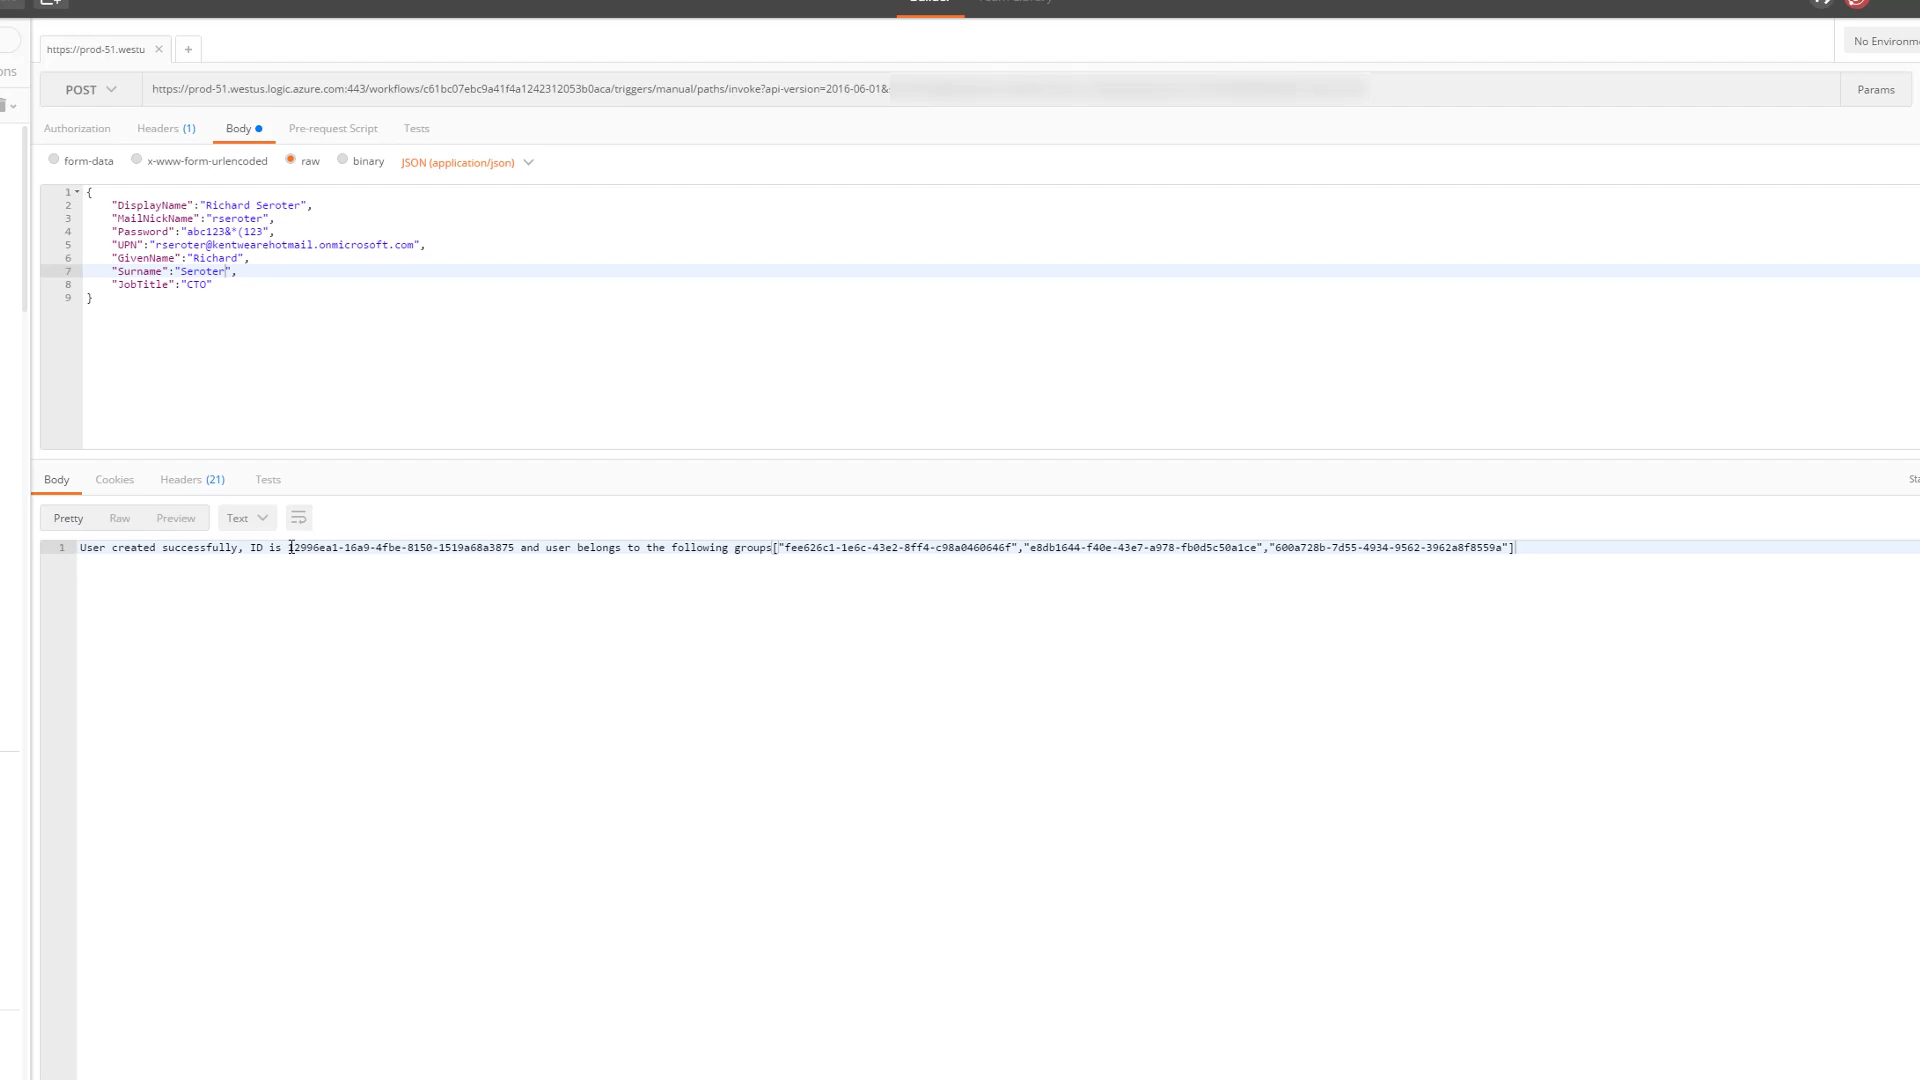 https://prod-51.westu
No Environme
POST
https://prod-51.westus.logic.azure.com:443/workflows/c61bc07ebc9a41f4a1242312053b0aca/triggers/manual/paths/invoke?api-version=2016-06-01&
Params
ons
Authorization Headers (1) Body Pre-request Script Tests
form-data x-www-form-urlencoded raw binary JSON (application/json)
1 {
2 "DisplayName":"Richard Seroter",
3 "MailNickName":"rseroter",
4 "Password":"abc123&*(123",
5 "UPN":"rseroter@kentwearehotmail.onmicrosoft.com",
6 "GivenName":"Richard",
7 "Surname":"Seroter",
8 "JobTitle":"CTO"
9 }
Body Cookies Headers (21) Tests
Sta
Pretty Raw Preview Text
1 User created successfully, ID is 12996ea1-16a9-4fbe-8150-1519a68a3875 and user belongs to the following groups["fee626c1-1e6c-43e2-8ff4-c98a0460646f","e8db1644-f40e-43e7-a978-fb0d5c50a1ce","600a728b-7d55-4934-9562-3962a8f8559a"]